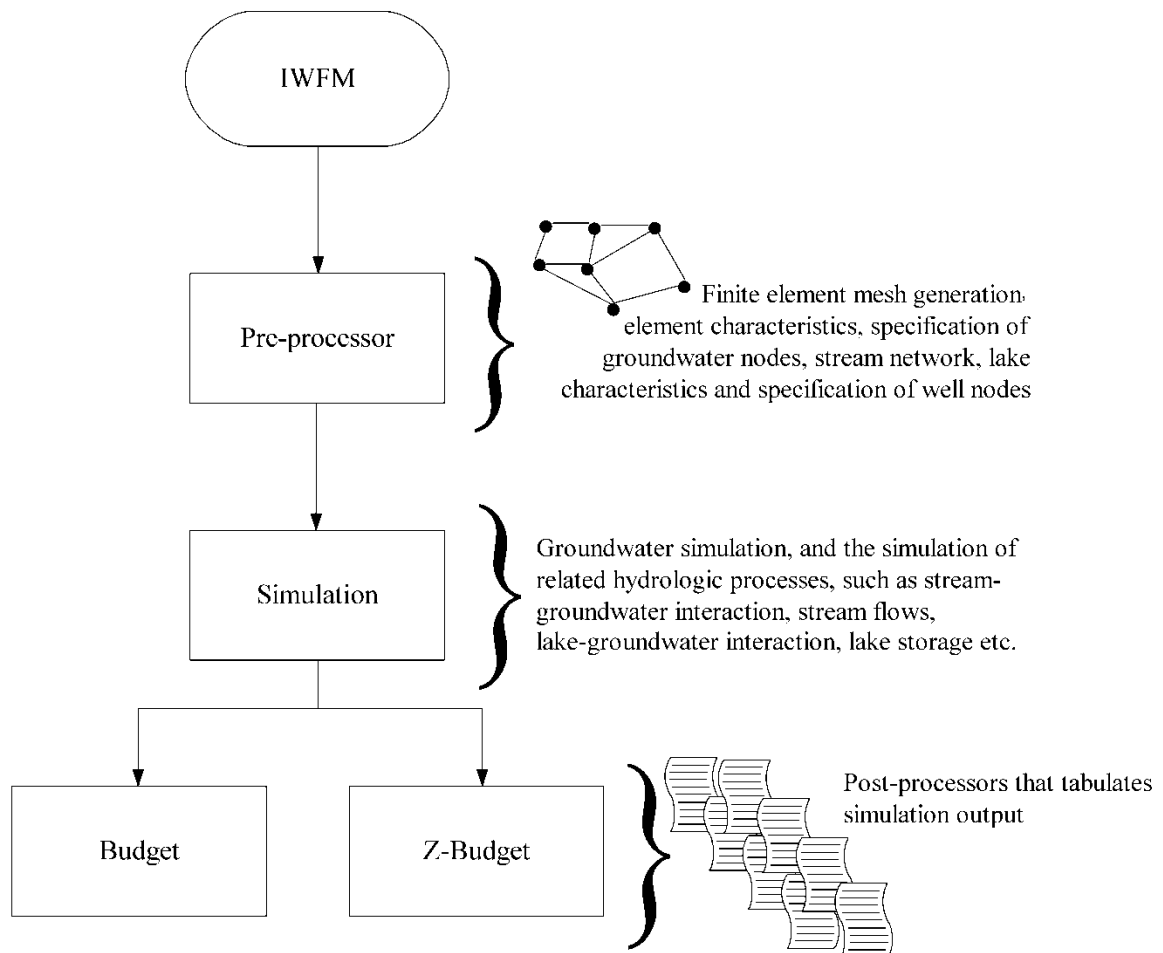 IWFM
Pre-processor
Finite element mesh generation,
element characteristics, specification of
groundwater nodes, stream network, lake
characteristics and specification of well nodes
Simulation
Groundwater simulation, and the simulation of
related hydrologic processes, such as stream-
groundwater interaction, stream flows,
lake-groundwater interaction, lake storage etc.
Budget
Z-Budget
Post-processors that tabulates
simulation output